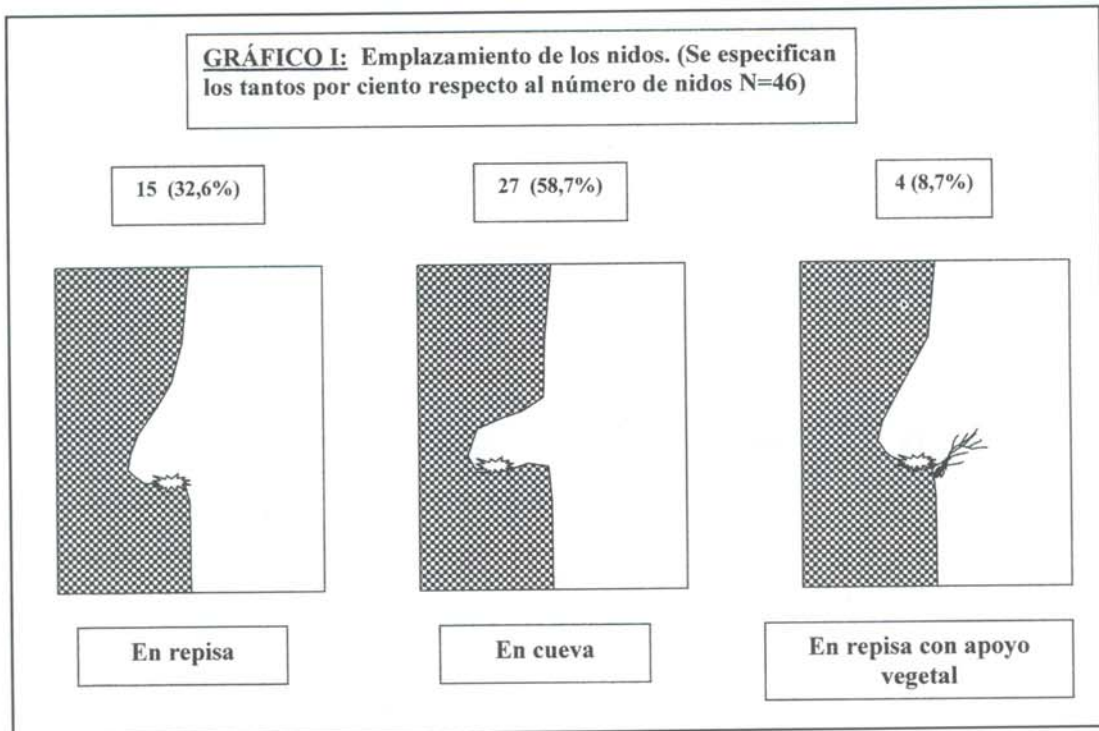 GRÁFICO I: Emplazamiento de los nidos. (Se especifican
los tantos por ciento respecto al número de nidos N=46)
15 (32,6%)
27 (58,7%)
4 (8,7%)
En repisa
En cueva
En repisa con apoyo
vegetal